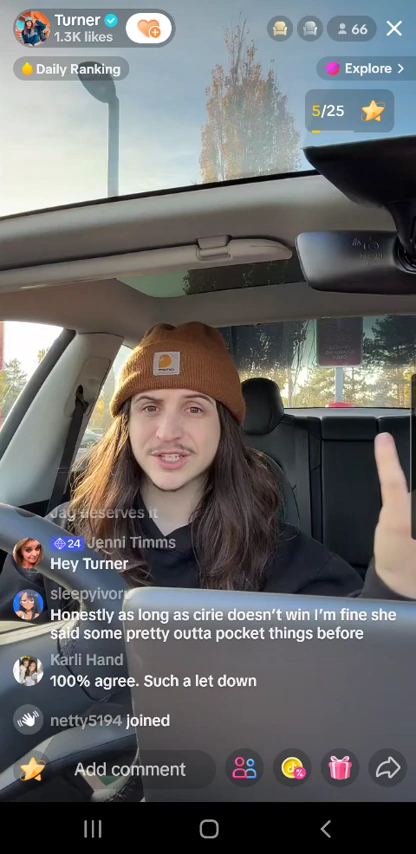 Turner
1.3K likes
66
Daily Ranking
Explore >
5/25
Jag deserves it
24 Jenni Timms
Hey Turner
sleepyivory
Honestly as long as cirie doesn't win I'm fine she
said some pretty outta pocket things before
Karli Hand
100% agree. Such a let down
netty5194 joined
Add comment